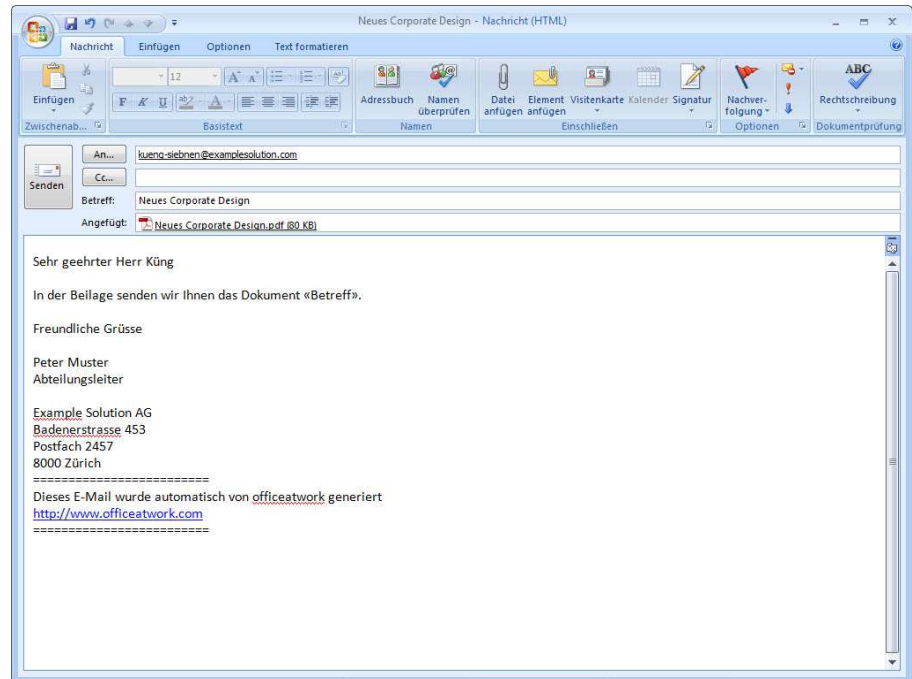 Neues Corporate Design - Nachricht (HTML)
Nachricht Einfügen Optionen Text formatieren
Einfügen
12
F K U
Adressbuch
Namen überprüfen
Datei anfügen
Element anfügen
Visitenkarte
Kalender
Signatur
Nachver-
folgung
ABC
Rechtschreibung
Zwischenab... Basistext Namen Einschließen Optionen Dokumentprüfung
Senden
An... kueng-siebnen@examplesolution.com
Cc...
Betreff: Neues Corporate Design
Angefügt: Neues Corporate Design.pdf (80 KB)
Sehr geehrter Herr Küng
In der Beilage senden wir Ihnen das Dokument «Betreff».
Freundliche Grüsse
Peter Muster
Abteilungsleiter
Example Solution AG
Badenerstrasse 453
Postfach 2457
8000 Zürich
=========================
Dieses E-Mail wurde automatisch von officeatwork generiert
http://www.officeatwork.com
=========================